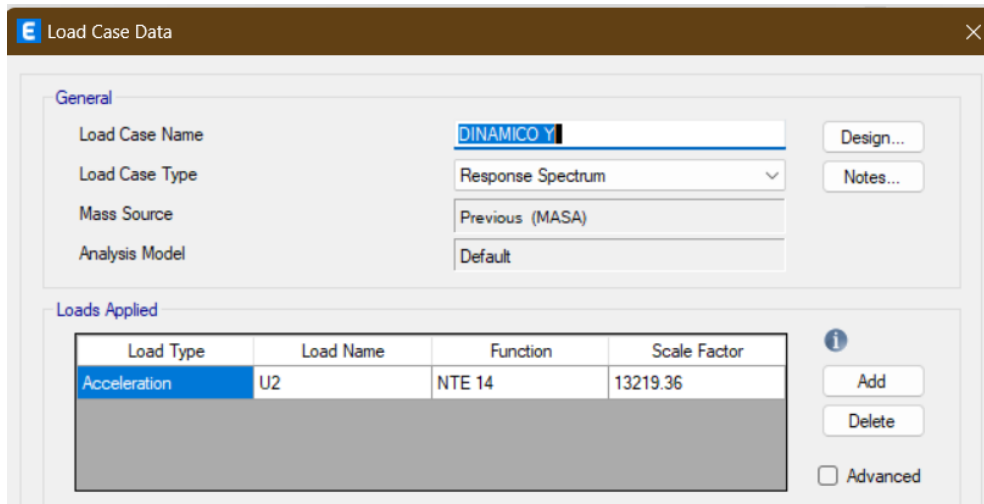 E Load Case Data
General
Load Case Name DINAMICO Y Design...
Load Case Type Response Spectrum Notes...
Mass Source Previous (MASA)
Analysis Model Default
Loads Applied
Load Type Load Name Function Scale Factor i
Acceleration U2 NTE 14 13219.36 Add
Delete
Advanced